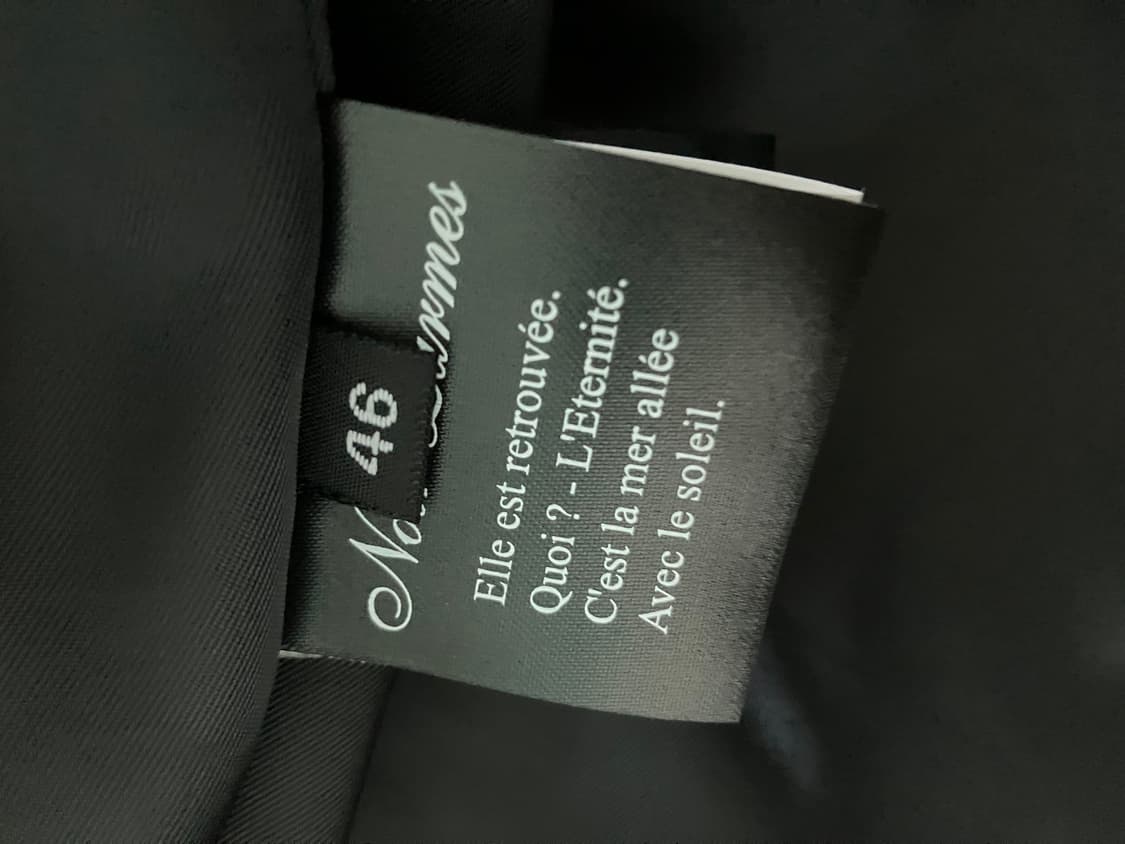 46
Elle est retrouvée.
Quoi ? - L'Eternité.
C'est la mer allée
Avec le soleil.